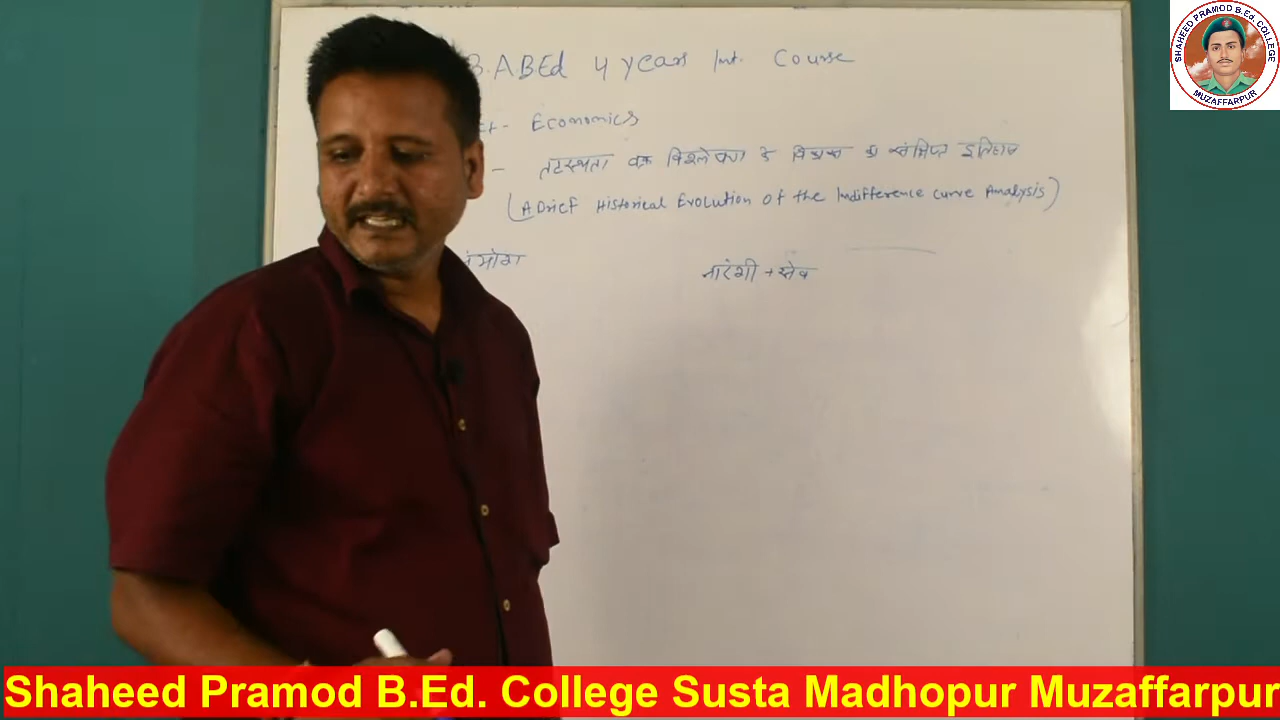 B.A BEd 4 years Int. Course
Economics
- तटस्थता वक्र विश्लेषण के विकास का संक्षिप्त इतिहास
(A Brief Historical Evolution of the Indifference curve Analysis)
नारंगी + सेव
SHAHEED PRAMOD B.Ed. COLLEGE
MUZAFFARPUR
Shaheed Pramod B.Ed. College Susta Madhopur Muzaffarpur